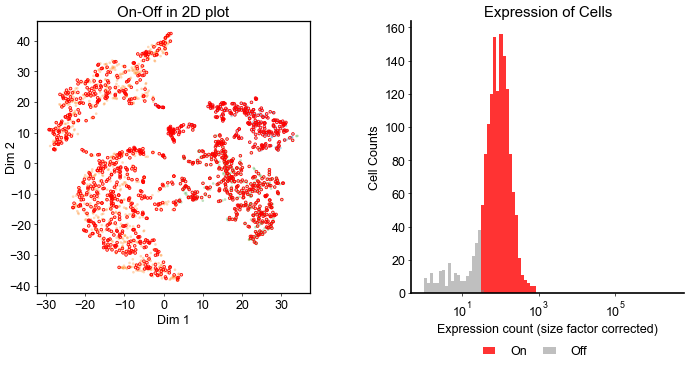 On-Off in 2D plot
40
30
20
10
0
−10
−20
−30
−40
Dim 2
−30 −20 −10 0 10 20 30
Dim 1
Expression of Cells
160
140
120
100
80
60
40
20
0
Cell Counts
10^1 10^3 10^5
Expression count (size factor corrected)
On Off